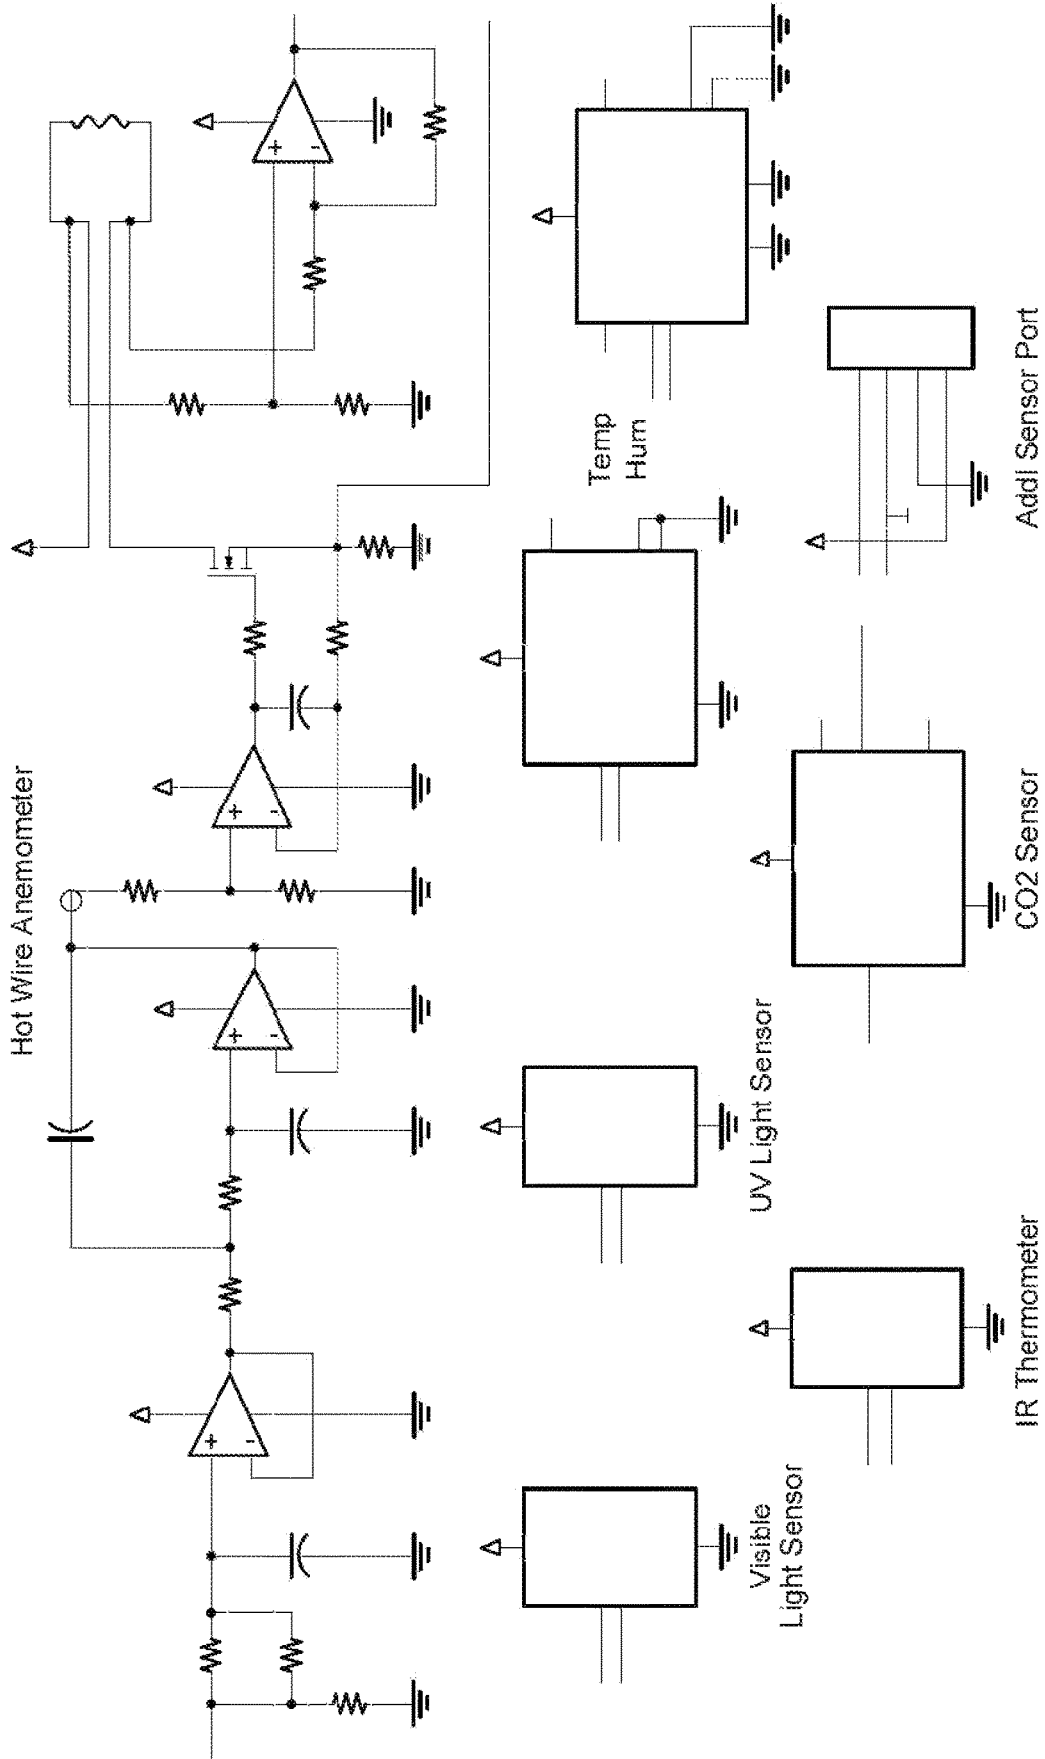 Hot Wire Anemometer
+
-
+
-
+
-
+
-
Temp
Hum
Visible
Light Sensor
UV Light Sensor
IR Thermometer
CO2 Sensor
Addl Sensor Port